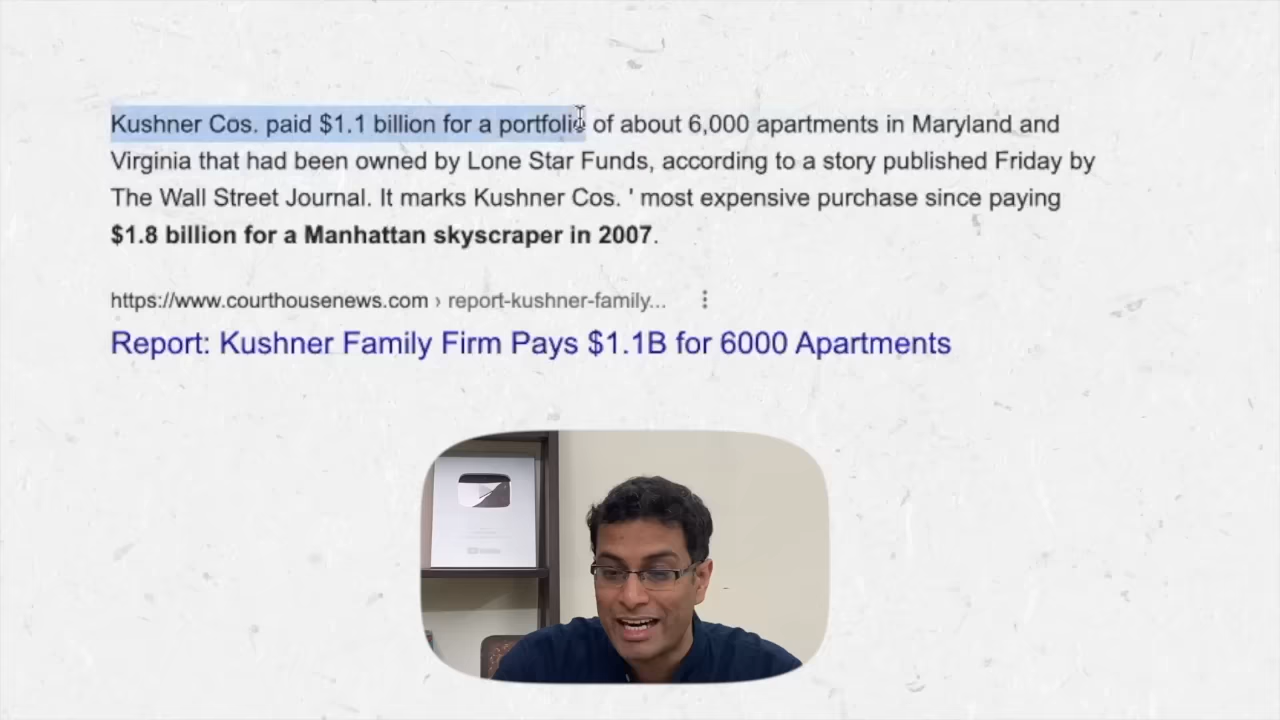 Kushner Cos. paid $1.1 billion for a portfolio of about 6,000 apartments in Maryland and
Virginia that had been owned by Lone Star Funds, according to a story published Friday by
The Wall Street Journal. It marks Kushner Cos. ' most expensive purchase since paying
$1.8 billion for a Manhattan skyscraper in 2007.
https://www.courthousenews.com › report-kushner-family...
Report: Kushner Family Firm Pays $1.1B for 6000 Apartments